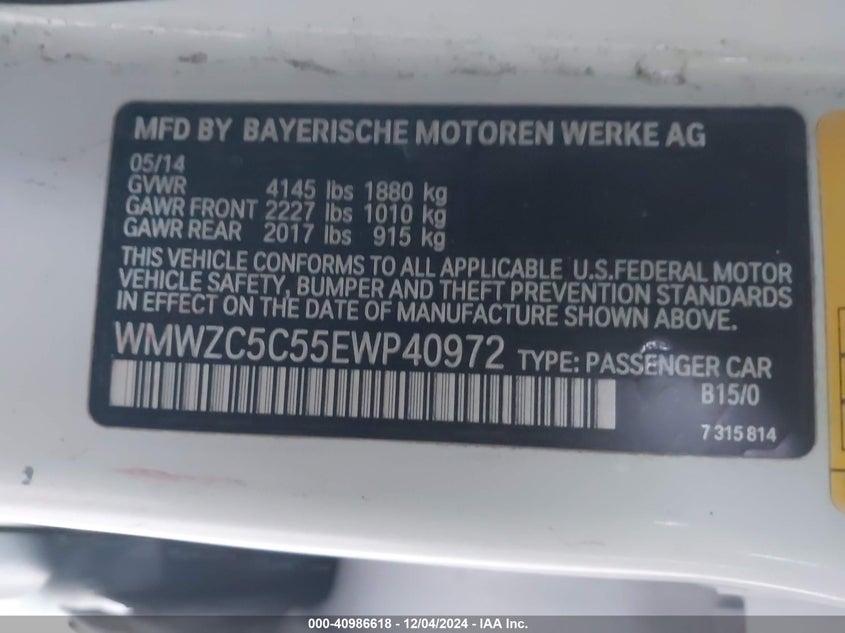 MFD BY BAYERISCHE MOTOREN WERKE AG
05/14
GVWR 4145 lbs 1880 kg
GAWR FRONT 2227 lbs 1010 kg
GAWR REAR 2017 lbs 915 kg
THIS VEHICLE CONFORMS TO ALL APPLICABLE U.S.FEDERAL MOTOR
VEHICLE SAFETY, BUMPER AND THEFT PREVENTION STANDARDS
IN EFFECT ON THE DATE OF MANUFACTURE SHOWN ABOVE.
WMWZC5C55EWP40972 TYPE: PASSENGER CAR
B15/0
7 315 814
000-40986618 - 12/04/2024 - IAA Inc.